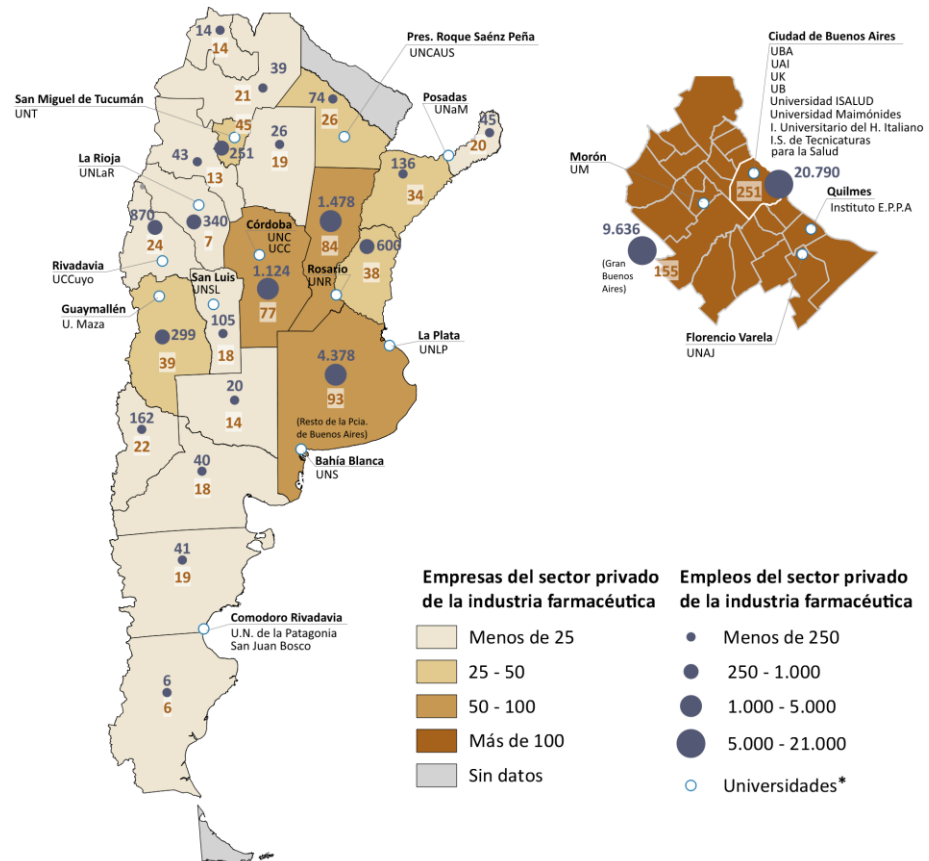 14
14
39
21
Pres. Roque Saénz Peña
UNCAUS
74
26
San Miguel de Tucumán
UNT
45
251
26
19
Posadas
UNaM
45
20
La Rioja
UNLaR
43
13
136
34
870
24
340
7
Córdoba
UNC
UCC
1.124
77
1.478
84
Rosario
UNR
600
38
Rivadavia
UCCuyo
San Luis
UNSL
105
18
Guaymallén
U. Maza
299
39
La Plata
UNLP
4.378
93
(Resto de la Pcia.
de Buenos Aires)
20
14
162
22
40
18
Bahía Blanca
UNS
41
19
Comodoro Rivadavia
U.N. de la Patagonia
San Juan Bosco
6
6
Ciudad de Buenos Aires
UBA
UAI
UK
UB
Universidad ISALUD
Universidad Maimónides
I. Universitario del H. Italiano
I.S. de Tecnicaturas
para la Salud
Morón
UM
251
20.790
Quilmes
Instituto E.P.P.A
9.636
(Gran
Buenos
Aires)
155
Florencio Varela
UNAJ
Empresas del sector privado
de la industria farmacéutica
Menos de 25
25 - 50
50 - 100
Más de 100
Sin datos
Empleos del sector privado
de la industria farmacéutica
Menos de 250
250 - 1.000
1.000 - 5.000
5.000 - 21.000
Universidades*